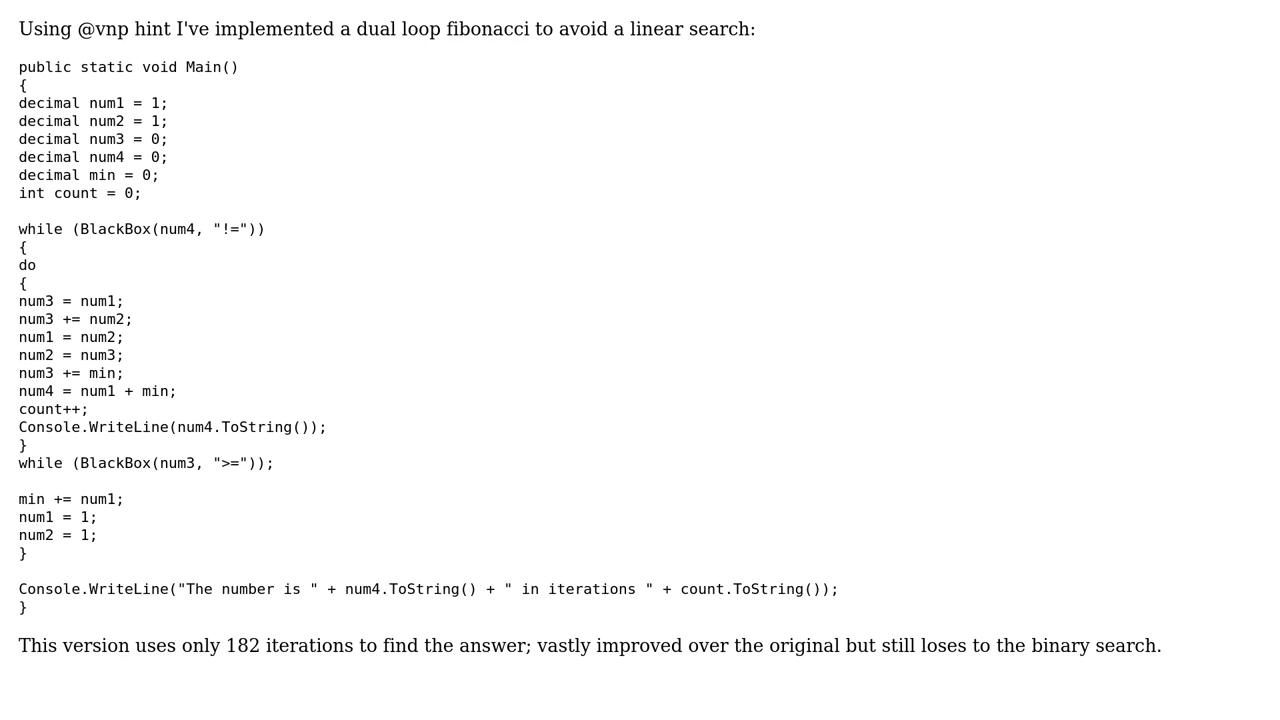 Using @vnp hint I've implemented a dual loop fibonacci to avoid a linear search:
public static void Main()
{
decimal num1 = 1;
decimal num2 = 1;
decimal num3 = 0;
decimal num4 = 0;
decimal min = 0;
int count = 0;
while (BlackBox(num4, "!="))
{
do
{
num3 = num1;
num3 += num2;
num1 = num2;
num2 = num3;
num3 += min;
num4 = num1 + min;
count++;
Console.WriteLine(num4.ToString());
}
while (BlackBox(num3, ">="));
min += num1;
num1 = 1;
num2 = 1;
}
Console.WriteLine("The number is " + num4.ToString() + " in iterations " + count.ToString());
}
This version uses only 182 iterations to find the answer; vastly improved over the original but still loses to the binary search.